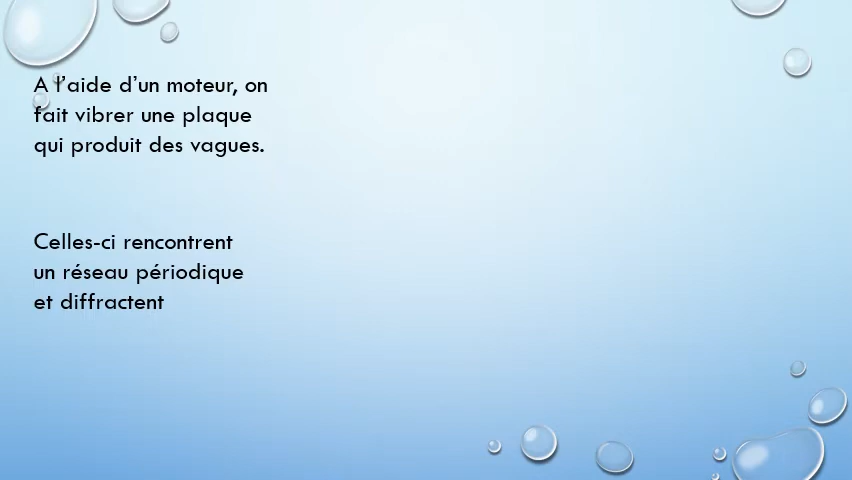 A l’aide d’un moteur, on
fait vibrer une plaque
qui produit des vagues.
Celles-ci rencontrent
un réseau périodique
et diffractent